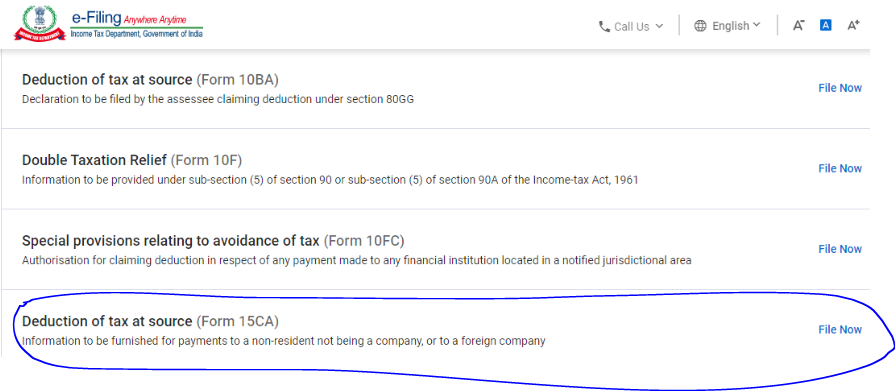 e-Filing Anywhere Anytime
Income Tax Department, Government of India
Call Us
English
A-
A
A+
Deduction of tax at source (Form 10BA)
File Now
Declaration to be filed by the assessee claiming deduction under section 80GG
Double Taxation Relief (Form 10F)
File Now
Information to be provided under sub-section (5) of section 90 or sub-section (5) of section 90A of the Income-tax Act, 1961
Special provisions relating to avoidance of tax (Form 10FC)
File Now
Authorisation for claiming deduction in respect of any payment made to any financial institution located in a notified jurisdictional area
Deduction of tax at source (Form 15CA)
File Now
Information to be furnished for payments to a non-resident not being a company, or to a foreign company